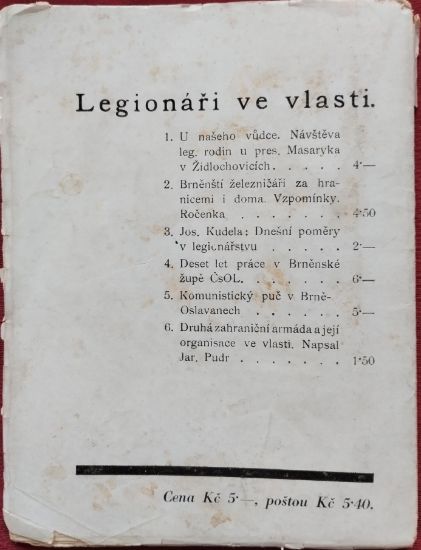 Legionáři ve vlasti.
1. U našeho vůdce. Návštěva
leg. rodin u pres. Masaryka
v Židlochovicích. . . . . 4·—
2. Brněnští železničáři za hra-
nicemi i doma. Vzpomínky.
Ročenka . . . . . . 4·50
3. Jos. Kudela: Dnešní poměry
v legionářstvu . . . . . 2·—
4. Deset let práce v Brněnské
župě ČsOL. . . . . . . 6·—
5. Komunistický puč v Brně-
Oslavanech . . . . . . 5·—
6. Druhá zahraniční armáda a její
organisace ve vlasti. Napsal
Jar. Pudr . . . . . . 1·50
Cena Kč 5·—, poštou Kč 5·40.